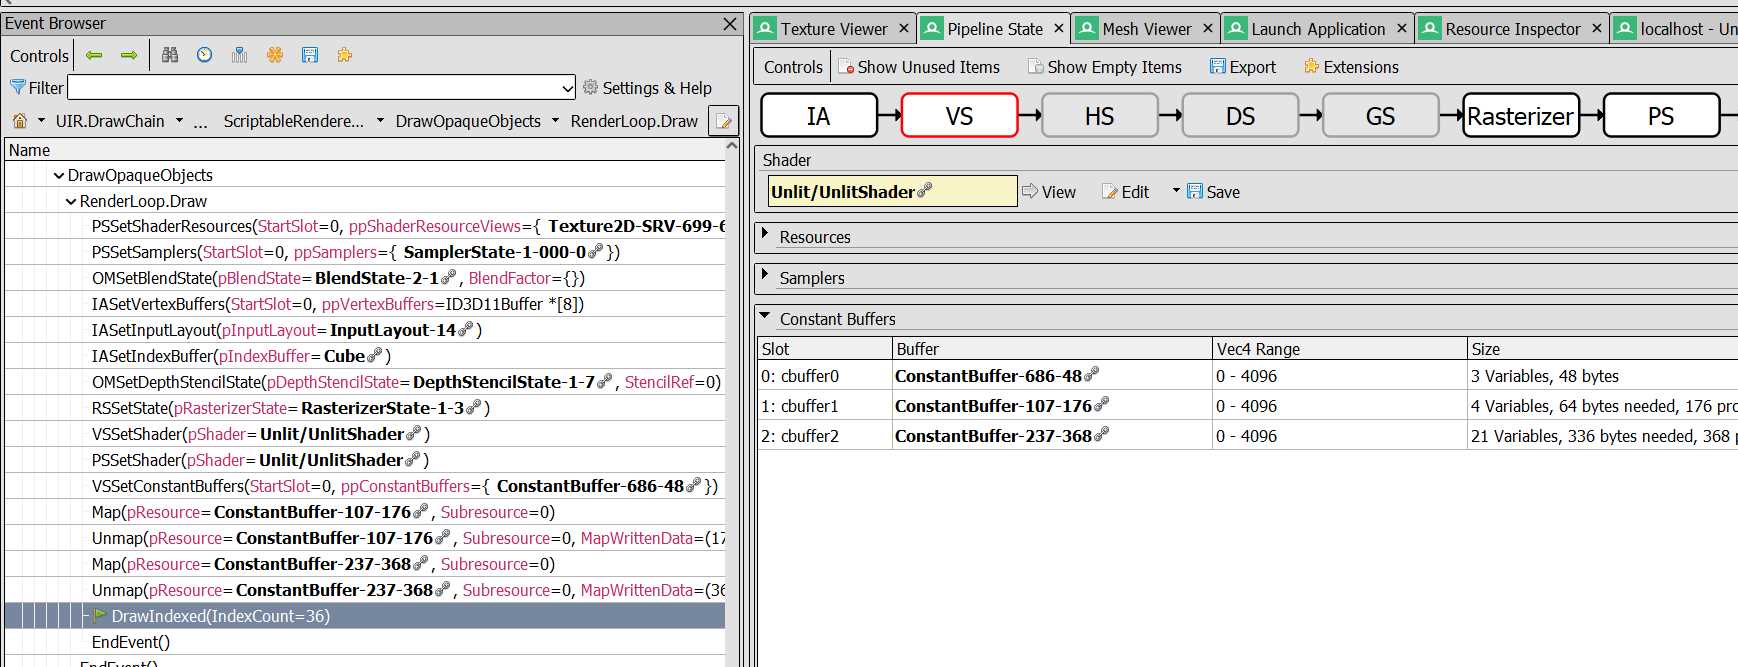 Event Browser
Controls
Filter Settings & Help
UIR.DrawChain ... ScriptableRendere... DrawOpaqueObjects RenderLoop.Draw
Name
DrawOpaqueObjects
RenderLoop.Draw
PSSetShaderResources(StartSlot=0, ppShaderResourceViews={ Texture2D-SRV-699-6
PSSetSamplers(StartSlot=0, ppSamplers={ SamplerState-1-000-0 })
OMSetBlendState(pBlendState=BlendState-2-1 , BlendFactor={})
IASetVertexBuffers(StartSlot=0, ppVertexBuffers=ID3D11Buffer *[8])
IASetInputLayout(pInputLayout=InputLayout-14 )
IASetIndexBuffer(pIndexBuffer=Cube )
OMSetDepthStencilState(pDepthStencilState=DepthStencilState-1-7 , StencilRef=0)
RSSetState(pRasterizerState=RasterizerState-1-3 )
VSSetShader(pShader=Unlit/UnlitShader )
PSSetShader(pShader=Unlit/UnlitShader )
VSSetConstantBuffers(StartSlot=0, ppConstantBuffers={ ConstantBuffer-686-48 })
Map(pResource=ConstantBuffer-107-176 , Subresource=0)
Unmap(pResource=ConstantBuffer-107-176 , Subresource=0, MapWrittenData=(17
Map(pResource=ConstantBuffer-237-368 , Subresource=0)
Unmap(pResource=ConstantBuffer-237-368 , Subresource=0, MapWrittenData=(36
DrawIndexed(IndexCount=36)
EndEvent()
EndEvent()
Texture Viewer Pipeline State Mesh Viewer Launch Application Resource Inspector localhost - Un
Controls Show Unused Items Show Empty Items Export Extensions
IA VS HS DS GS Rasterizer PS
Shader
Unlit/UnlitShader View Edit Save
Resources
Samplers
Constant Buffers
Slot Buffer Vec4 Range Size
0: cbuffer0 ConstantBuffer-686-48 0 - 4096 3 Variables, 48 bytes
1: cbuffer1 ConstantBuffer-107-176 0 - 4096 4 Variables, 64 bytes needed, 176 pro
2: cbuffer2 ConstantBuffer-237-368 0 - 4096 21 Variables, 336 bytes needed, 368 p